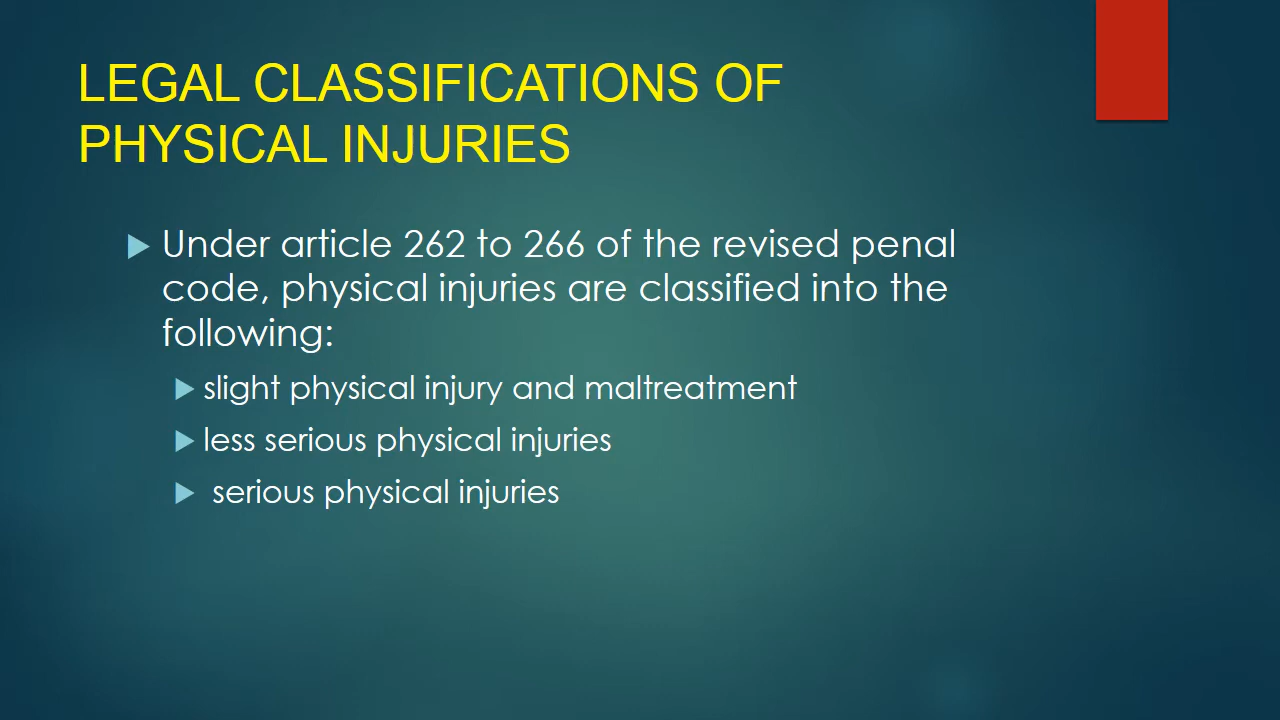 LEGAL CLASSIFICATIONS OF
PHYSICAL INJURIES
Under article 262 to 266 of the revised penal
code, physical injuries are classified into the
following:
slight physical injury and maltreatment
less serious physical injuries
serious physical injuries